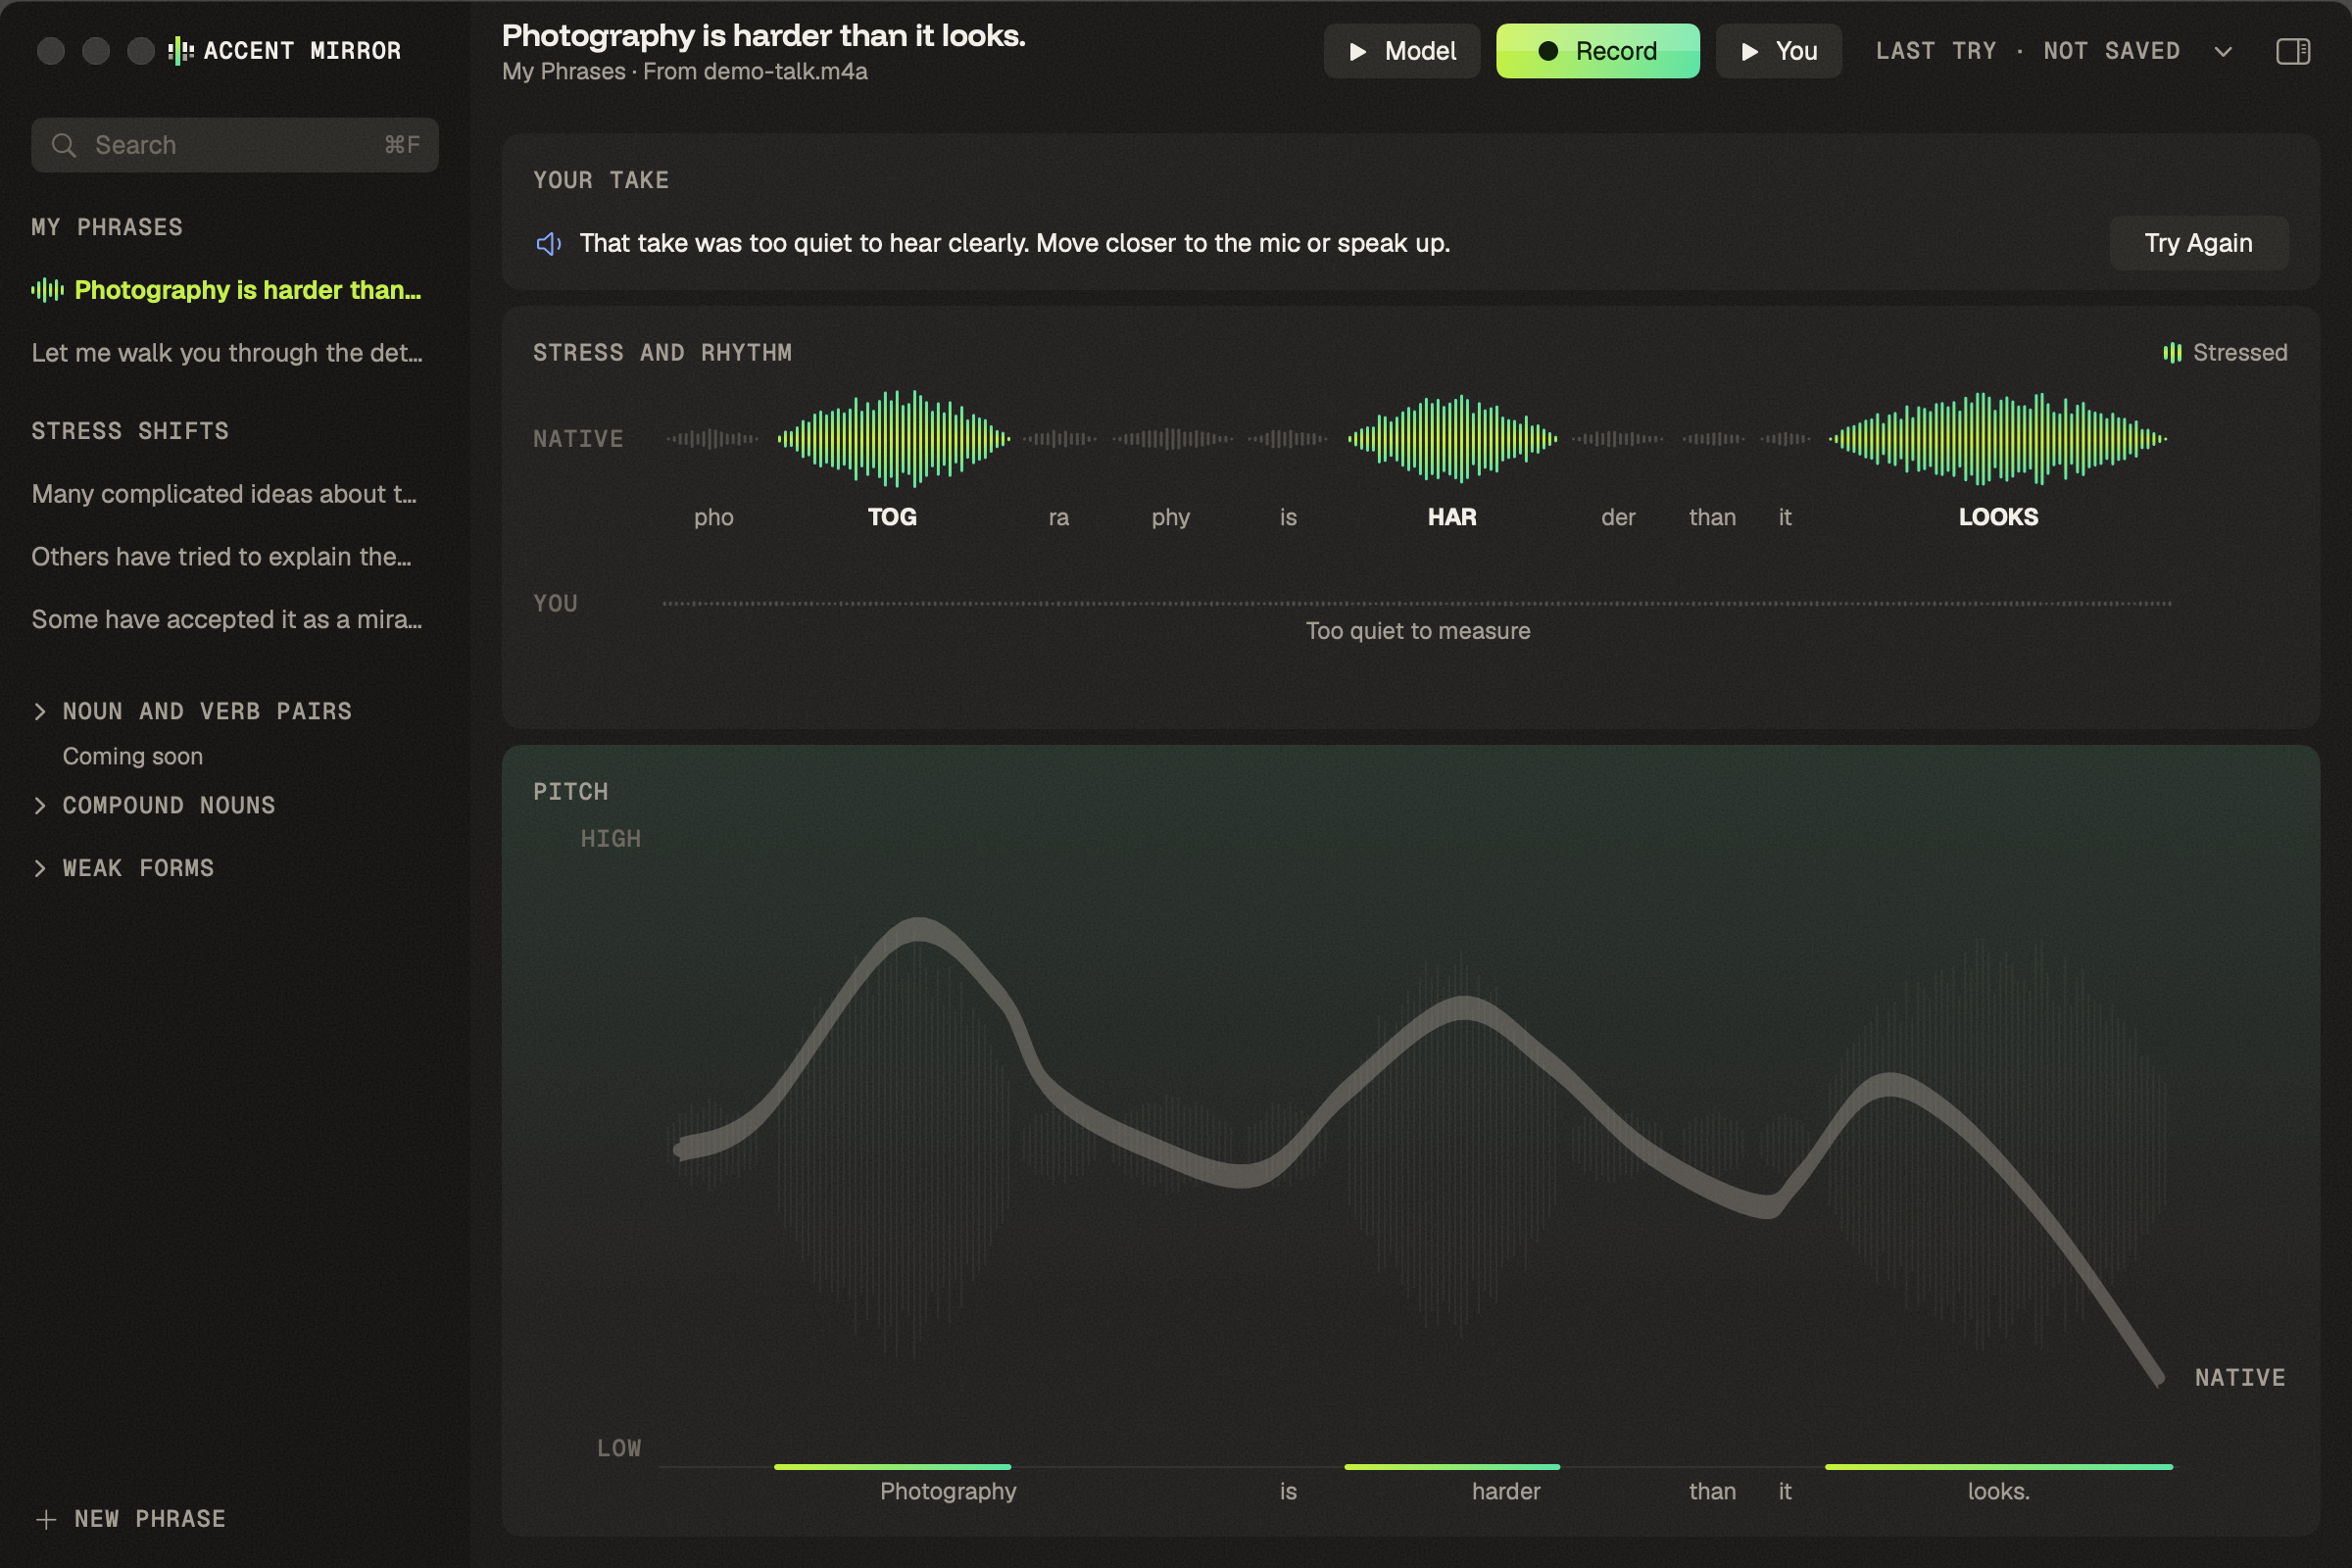 ACCENT MIRROR
Search ⌘F
MY PHRASES
Photography is harder than...
Let me walk you through the det...
STRESS SHIFTS
Many complicated ideas about t...
Others have tried to explain the...
Some have accepted it as a mira...
NOUN AND VERB PAIRS
Coming soon
COMPOUND NOUNS
WEAK FORMS
NEW PHRASE
Photography is harder than it looks.
My Phrases · From demo-talk.m4a
Model
Record
You
LAST TRY · NOT SAVED
YOUR TAKE
That take was too quiet to hear clearly. Move closer to the mic or speak up.
Try Again
STRESS AND RHYTHM
Stressed
NATIVE
pho TOG ra phy is HAR der than it LOOKS
YOU
Too quiet to measure
PITCH
HIGH
NATIVE
LOW
Photography is harder than it looks.